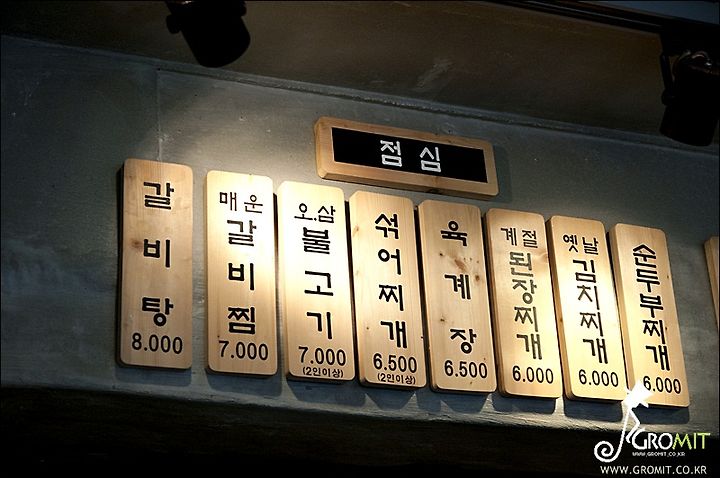 점심
갈비탕
8.000
매운
갈비찜
7.000
오.삼
불고기
7.000
(2인이상)
섞어찌개
6.500
(2인이상)
육계장
6.500
계절
된장찌개
6.000
옛날
김치찌개
6.000
순두부찌개
6.000
GROMIT
WWW.GROMIT.CO.KR
WWW.GROMIT.CO.KR